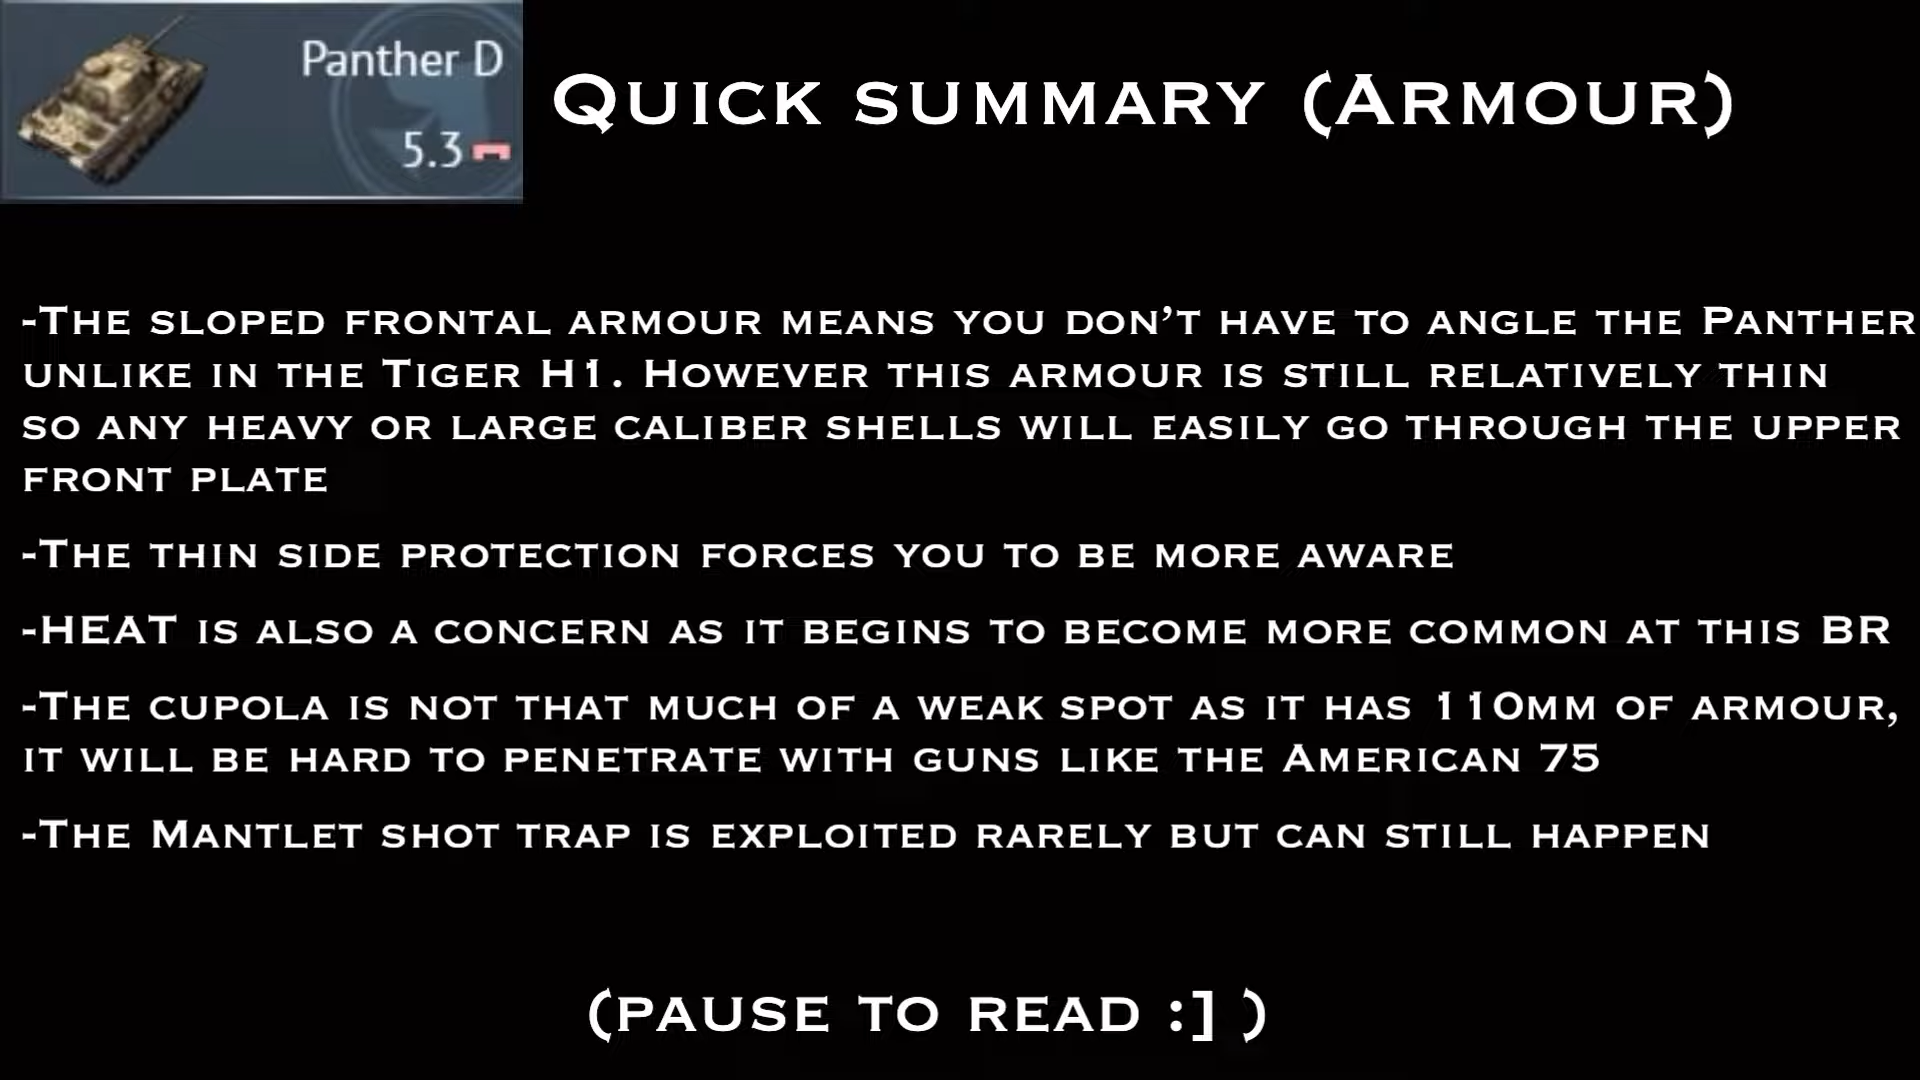 Panther D
5.3
Quick summary (Armour)
-The sloped frontal armour means you don’t have to angle the Panther
unlike in the Tiger H1. However this armour is still relatively thin
so any heavy or large caliber shells will easily go through the upper
front plate
-The thin side protection forces you to be more aware
-HEAT is also a concern as it begins to become more common at this BR
-The cupola is not that much of a weak spot as it has 110mm of armour,
it will be hard to penetrate with guns like the American 75
-The Mantlet shot trap is exploited rarely but can still happen
(pause to read :] )